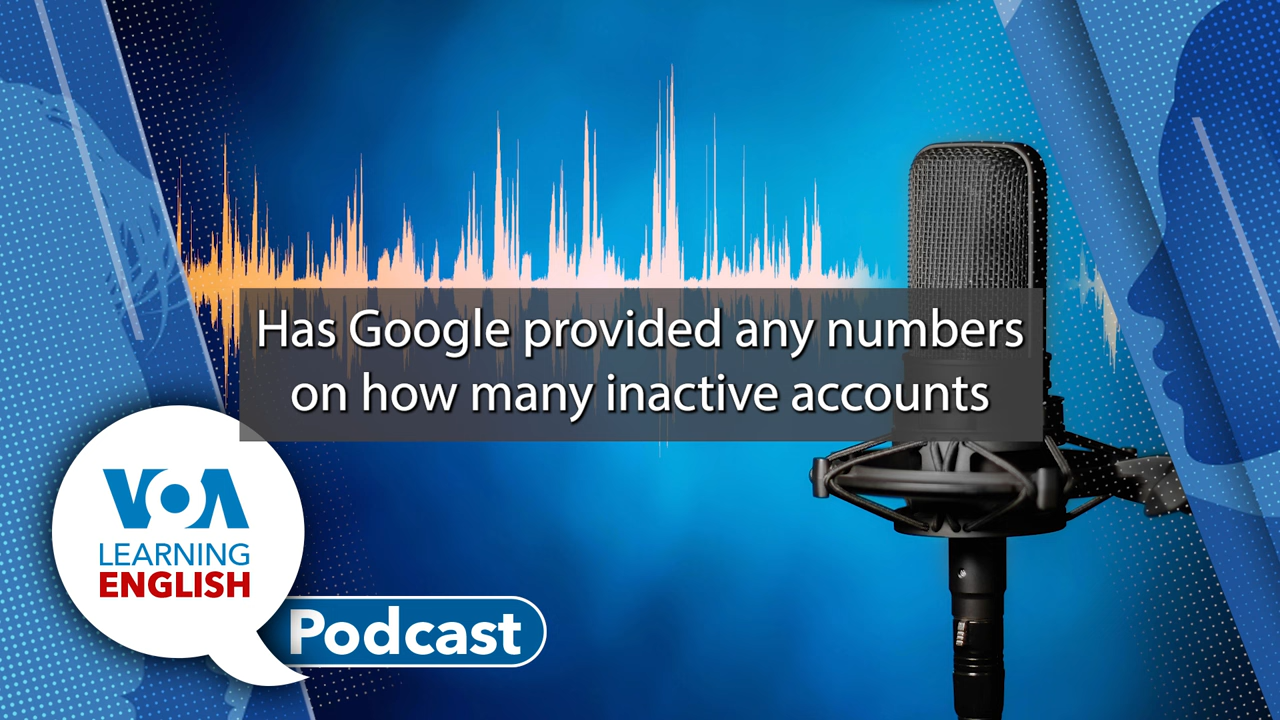 Has Google provided any numbers
on how many inactive accounts
VOA
LEARNING
ENGLISH
Podcast